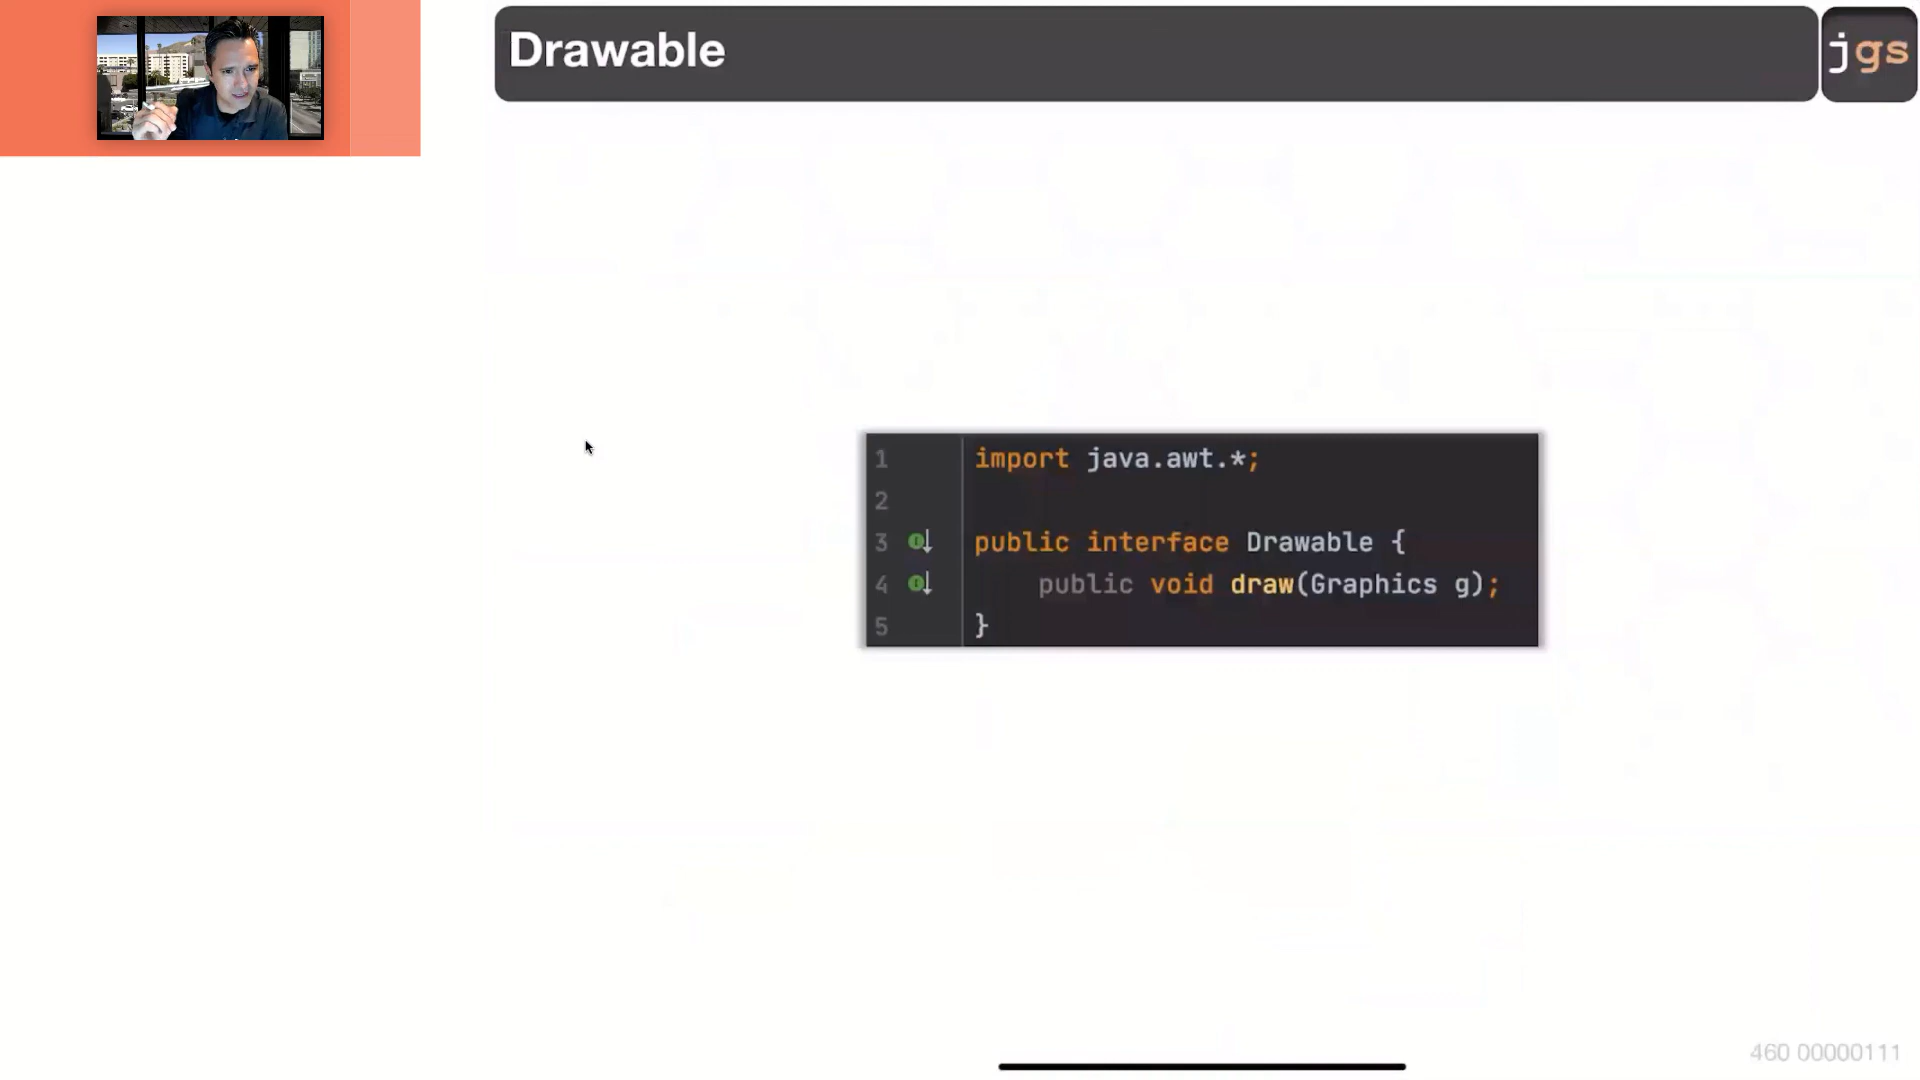 Drawable
jgs
1 import java.awt.*;
2
3 public interface Drawable {
4 public void draw(Graphics g);
5 }
460 00000111